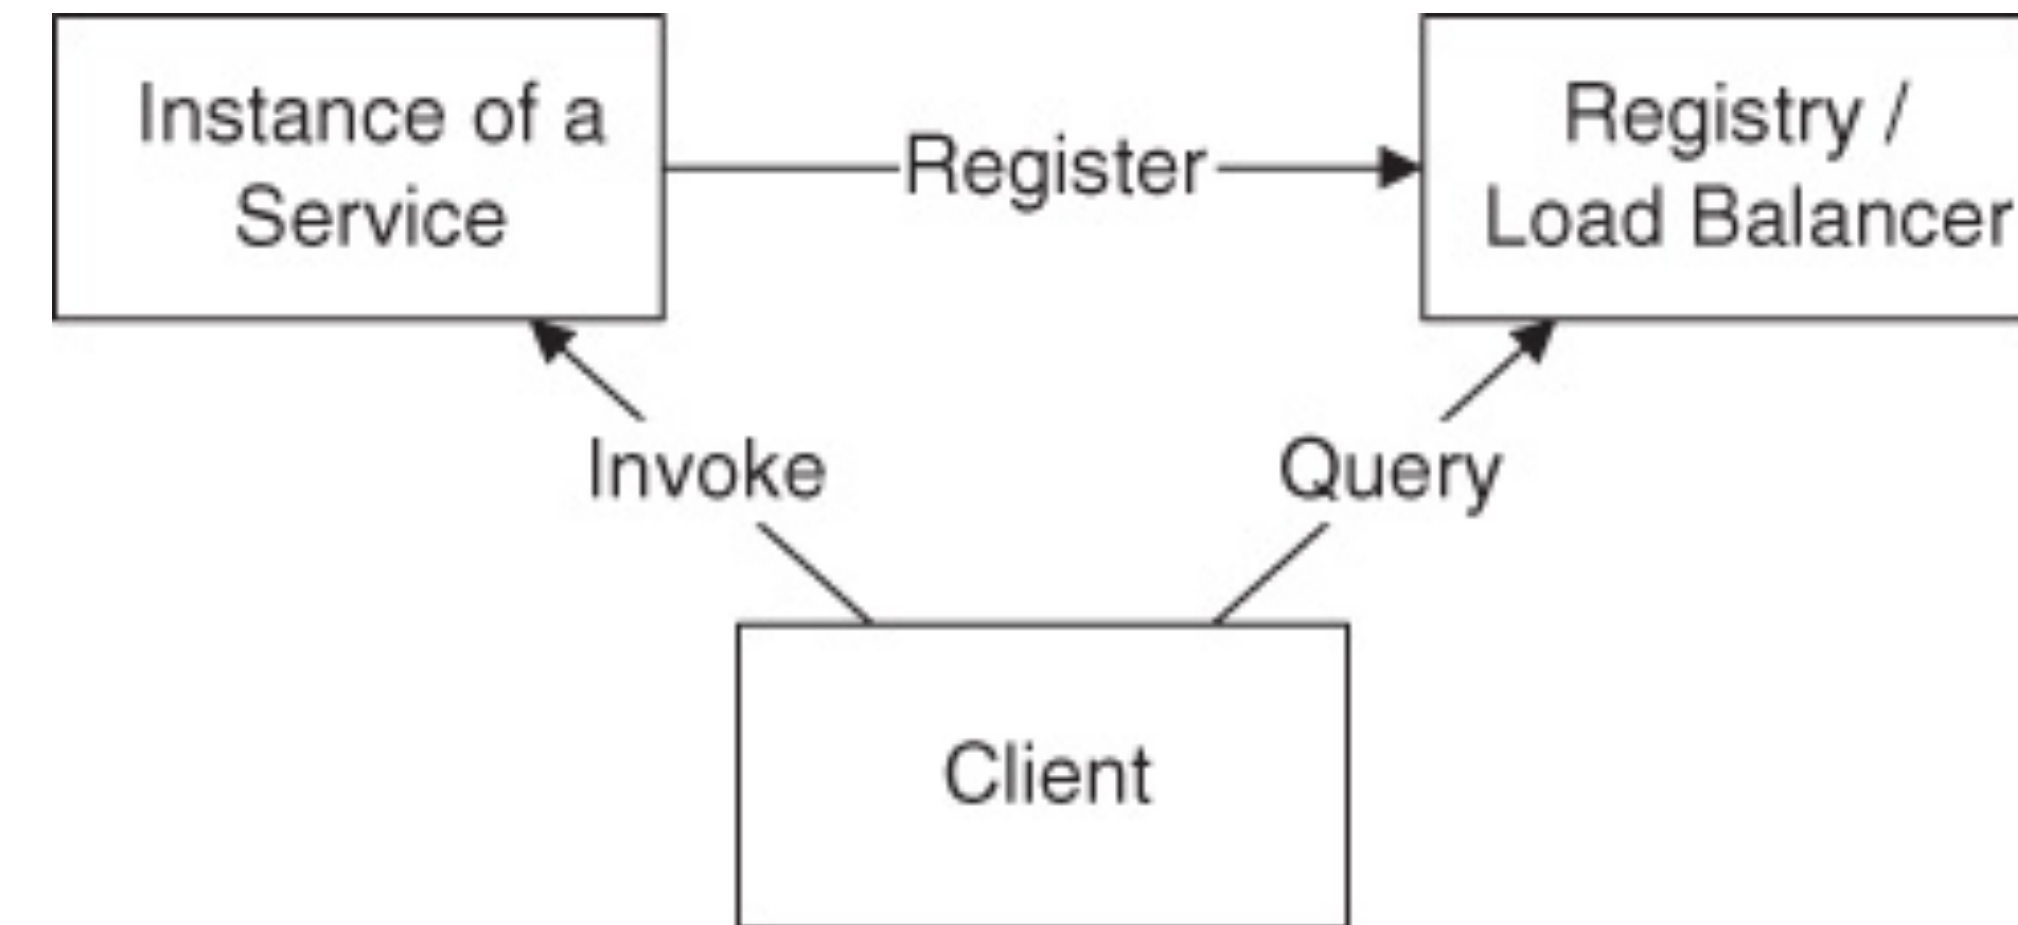 Instance of a
Service
Register
Registry /
Load Balancer
Invoke
Query
Client